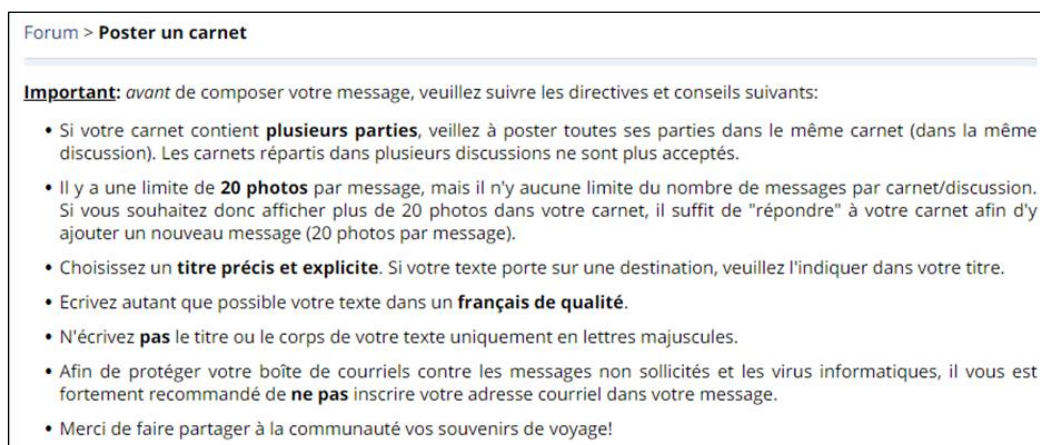 Forum > Poster un carnet
Important: avant de composer votre message, veuillez suivre les directives et conseils suivants:
• Si votre carnet contient plusieurs parties, veillez à poster toutes ses parties dans le même carnet (dans la même
discussion). Les carnets répartis dans plusieurs discussions ne sont plus acceptés.
• Il y a une limite de 20 photos par message, mais il n'y aucune limite du nombre de messages par carnet/discussion.
Si vous souhaitez donc afficher plus de 20 photos dans votre carnet, il suffit de "répondre" à votre carnet afin d'y
ajouter un nouveau message (20 photos par message).
• Choisissez un titre précis et explicite. Si votre texte porte sur une destination, veuillez l'indiquer dans votre titre.
• Ecrivez autant que possible votre texte dans un français de qualité.
• N'écrivez pas le titre ou le corps de votre texte uniquement en lettres majuscules.
• Afin de protéger votre boîte de courriels contre les messages non sollicités et les virus informatiques, il vous est
fortement recommandé de ne pas inscrire votre adresse courriel dans votre message.
• Merci de faire partager à la communauté vos souvenirs de voyage!